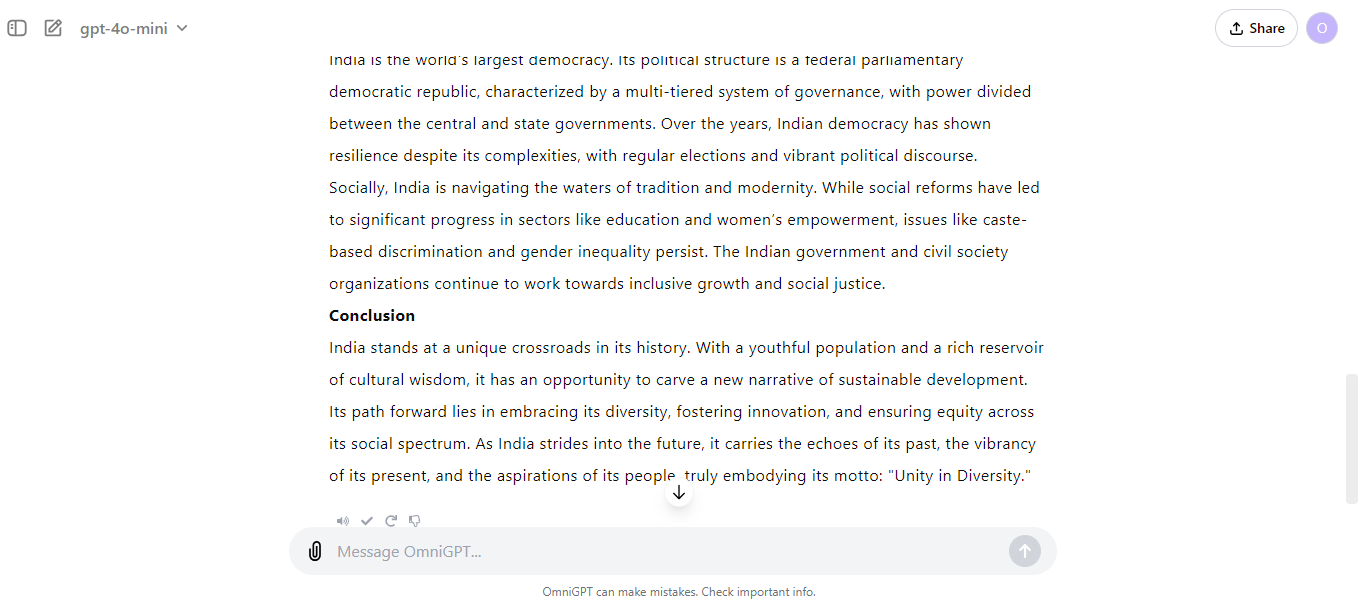 gpt-4o-mini
Share
O
India is the world's largest democracy. Its political structure is a federal parliamentary
democratic republic, characterized by a multi-tiered system of governance, with power divided
between the central and state governments. Over the years, Indian democracy has shown
resilience despite its complexities, with regular elections and vibrant political discourse.
Socially, India is navigating the waters of tradition and modernity. While social reforms have led
to significant progress in sectors like education and women’s empowerment, issues like caste-
based discrimination and gender inequality persist. The Indian government and civil society
organizations continue to work towards inclusive growth and social justice.
Conclusion
India stands at a unique crossroads in its history. With a youthful population and a rich reservoir
of cultural wisdom, it has an opportunity to carve a new narrative of sustainable development.
Its path forward lies in embracing its diversity, fostering innovation, and ensuring equity across
its social spectrum. As India strides into the future, it carries the echoes of its past, the vibrancy
of its present, and the aspirations of its people, truly embodying its motto: "Unity in Diversity."
Message OmniGPT...
OmniGPT can make mistakes. Check important info.